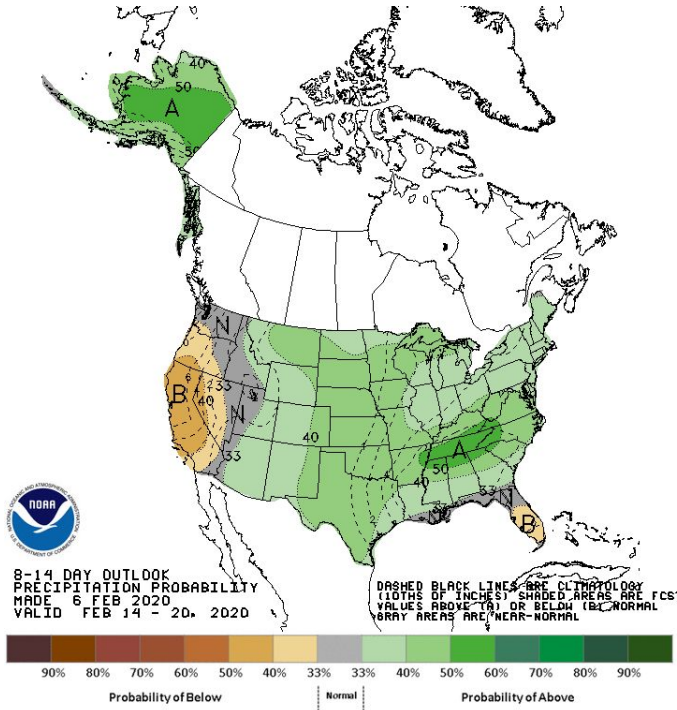 40
50
A
50
N
33
N
B
6
40
33
40
A
50
40
33
N
N
B
NATIONAL OCEANIC AND ATMOSPHERIC ADMINISTRATION
NOAA
U.S. DEPARTMENT OF COMMERCE
8-14 DAY OUTLOOK
PRECIPITATION PROBABILITY
MADE 6 FEB 2020
VALID FEB 14 - 20, 2020
DASHED BLACK LINES ARE CLIMATOLOGY
(10THS OF INCHES) SHADED AREAS ARE FCST
VALUES ABOVE (A) OR BELOW (B) NORMAL
GRAY AREAS ARE NEAR-NORMAL
90% 80% 70% 60% 50% 40% 33% 33% 40% 50% 60% 70% 80% 90%
Probability of Below Normal Probability of Above